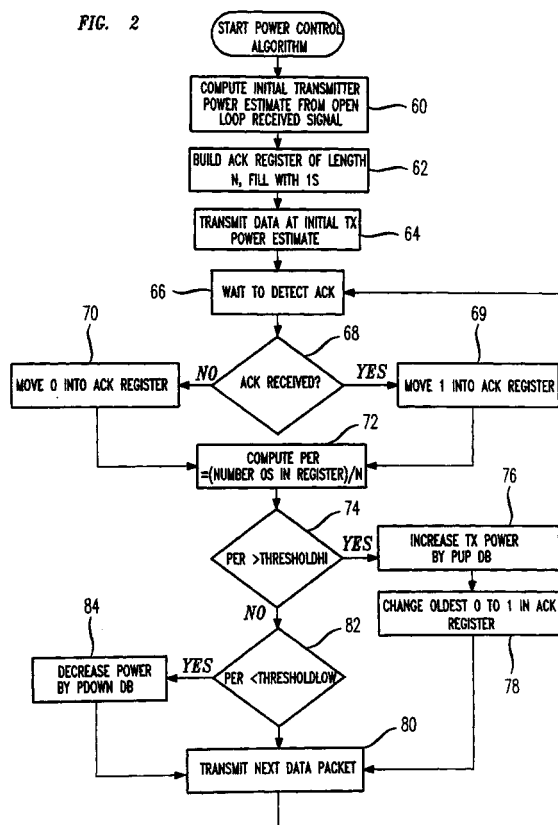 FIG. 2
START POWER CONTROL
ALGORITHM
COMPUTE INITIAL TRANSMITTER
POWER ESTIMATE FROM OPEN
LOOP RECEIVED SIGNAL
60
BUILD ACK REGISTER OF LENGTH
N, FILL WITH 1S
62
TRANSMIT DATA AT INITIAL TX
POWER ESTIMATE
64
66
WAIT TO DETECT ACK
70
68
69
MOVE 0 INTO ACK REGISTER
NO
ACK RECEIVED?
YES
MOVE 1 INTO ACK REGISTER
72
COMPUTE PER
=(NUMBER OS IN REGISTER)/N
74
76
PER >THRESHOLDHI
YES
INCREASE TX POWER
BY PUP DB
NO
CHANGE OLDEST 0 TO 1 IN ACK
REGISTER
78
84
82
DECREASE POWER
BY PDOWN DB
YES
PER <THRESHOLDLOW
80
TRANSMIT NEXT DATA PACKET